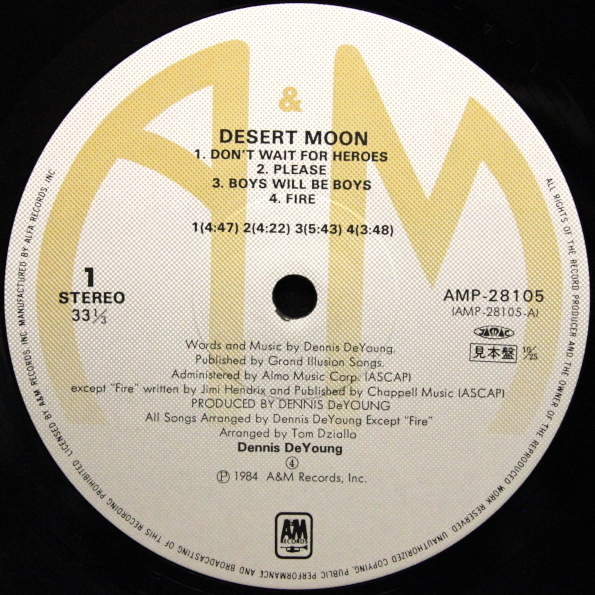 &
DESERT MOON
1. DON'T WAIT FOR HEROES
2. PLEASE
3. BOYS WILL BE BOYS
4. FIRE
1(4:47) 2(4:22) 3(5:43) 4(3:48)
1
STEREO
33 1/3
AMP-28105
(AMP-28105-A)
JASRAC
見本盤 10/25
Words and Music by Dennis DeYoung.
Published by Grand Illusion Songs.
Administered by Almo Music Corp. (ASCAP)
except "Fire" written by Jimi Hendrix and Published by Chappell Music (ASCAP)
PRODUCED BY DENNIS DeYOUNG
All Songs Arranged by Dennis DeYoung Except "Fire"
Arranged by Tom Dziallo
Dennis DeYoung
④
Ⓟ 1984 A&M Records, Inc.
A&M
RECORDS
ALL RIGHTS OF THE RECORD PRODUCER AND THE OWNER OF THE REPRODUCED WORK RESERVED. UNAUTHORIZED COPYING, PUBLIC PERFORMANCE AND BROADCASTING OF THIS RECORDING PROHIBITED. LICENSED BY A&M RECORDS INC MANUFACTURED BY ALFA RECORDS INC